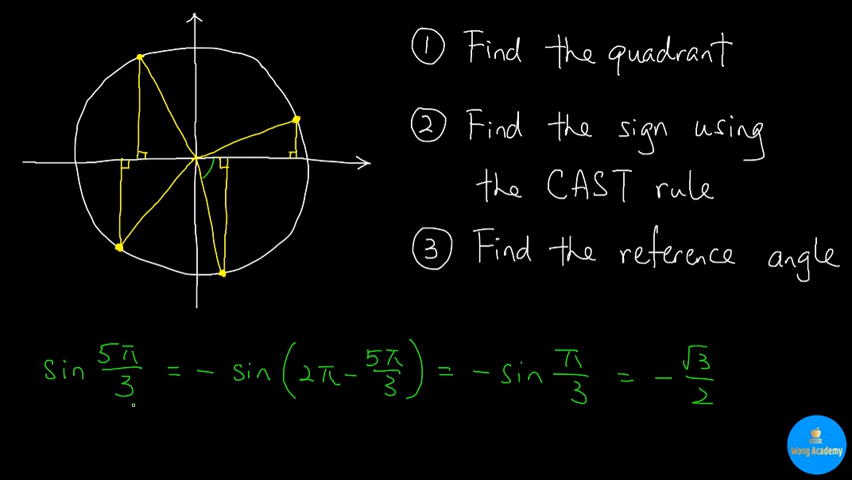 ① Find the quadrant
② Find the sign using
the CAST rule
③ Find the reference angle
sin 5π/3 = - sin (2π - 5π/3) = - sin π/3 = - √3/2
Wong Academy